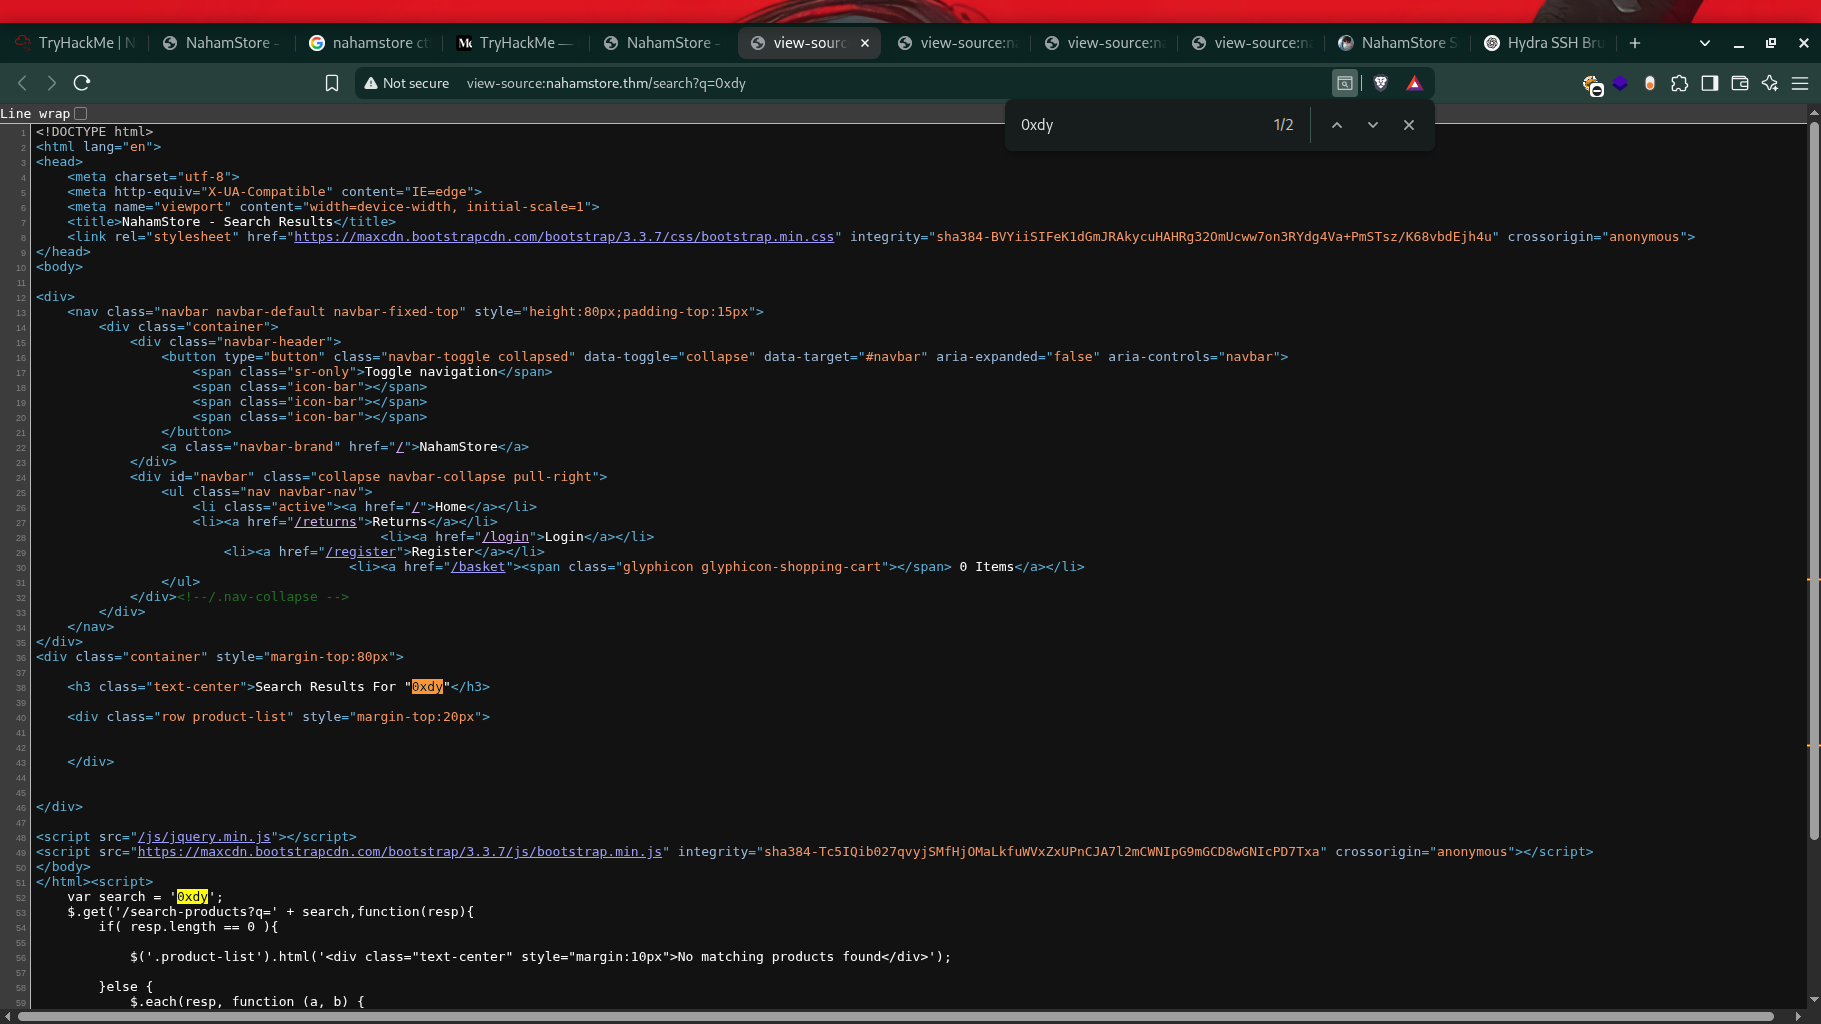 TryHackMe | N
NahamStore -
nahamstore ct
TryHackMe —
NahamStore -
view-sourc
view-source:na
view-source:na
view-source:na
NahamStore S
Hydra SSH Bru
Not secure view-source:nahamstore.thm/search?q=0xdy
Line wrap
0xdy 1/2
1 <!DOCTYPE html>
2 <html lang="en">
3 <head>
4 <meta charset="utf-8">
5 <meta http-equiv="X-UA-Compatible" content="IE=edge">
6 <meta name="viewport" content="width=device-width, initial-scale=1">
7 <title>NahamStore - Search Results</title>
8 <link rel="stylesheet" href="https://maxcdn.bootstrapcdn.com/bootstrap/3.3.7/css/bootstrap.min.css" integrity="sha384-BVYiiSIFeK1dGmJRAkycuHAHRg32OmUcww7on3RYdg4Va+PmSTsz/K68vbdEjh4u" crossorigin="anonymous">
9 </head>
10 <body>
11
12 <div>
13 <nav class="navbar navbar-default navbar-fixed-top" style="height:80px;padding-top:15px">
14 <div class="container">
15 <div class="navbar-header">
16 <button type="button" class="navbar-toggle collapsed" data-toggle="collapse" data-target="#navbar" aria-expanded="false" aria-controls="navbar">
17 <span class="sr-only">Toggle navigation</span>
18 <span class="icon-bar"></span>
19 <span class="icon-bar"></span>
20 <span class="icon-bar"></span>
21 </button>
22 <a class="navbar-brand" href="/">NahamStore</a>
23 </div>
24 <div id="navbar" class="collapse navbar-collapse pull-right">
25 <ul class="nav navbar-nav">
26 <li class="active"><a href="/">Home</a></li>
27 <li><a href="/returns">Returns</a></li>
28 <li><a href="/login">Login</a></li>
29 <li><a href="/register">Register</a></li>
30 <li><a href="/basket"><span class="glyphicon glyphicon-shopping-cart"></span> 0 Items</a></li>
31 </ul>
32 </div><!--/.nav-collapse -->
33 </div>
34 </nav>
35 </div>
36 <div class="container" style="margin-top:80px">
37
38 <h3 class="text-center">Search Results For "0xdy"</h3>
39
40 <div class="row product-list" style="margin-top:20px">
41
42
43 </div>
44
45
46 </div>
47
48 <script src="/js/jquery.min.js"></script>
49 <script src="https://maxcdn.bootstrapcdn.com/bootstrap/3.3.7/js/bootstrap.min.js" integrity="sha384-Tc5IQib027qvyjSMfHjOMaLkfuWVxZxUPnCJA7l2mCWNIpG9mGCD8wGNIcPD7Txa" crossorigin="anonymous"></script>
50 </body>
51 </html><script>
52 var search = '0xdy';
53 $.get('/search-products?q=' + search,function(resp){
54 if( resp.length == 0 ){
55
56 $('.product-list').html('<div class="text-center" style="margin:10px">No matching products found</div>');
57
58 }else {
59 $.each(resp, function (a, b) {